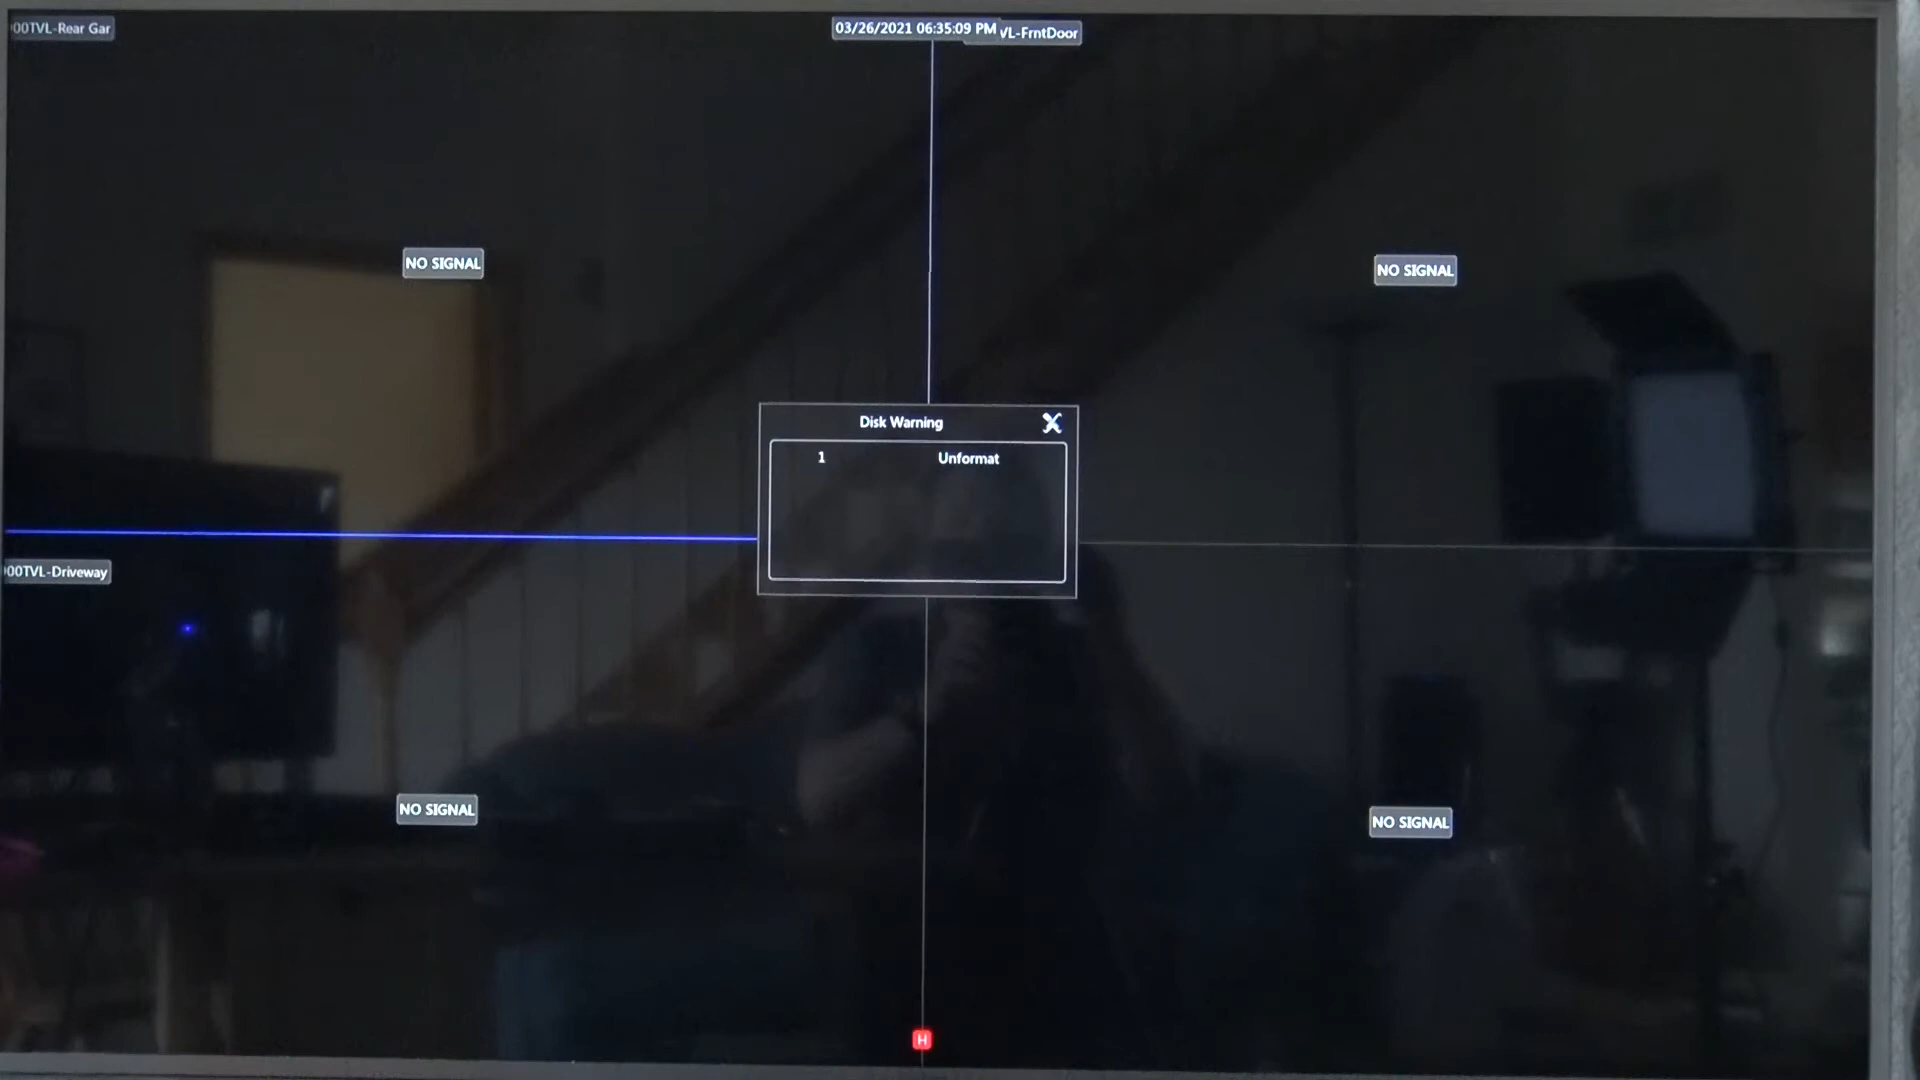 00TVL-Rear Gar
03/26/2021 06:35:09 PM
VL-FrntDoor
NO SIGNAL
NO SIGNAL
Disk Warning X
1 Unformat
00TVL-Driveway
NO SIGNAL
NO SIGNAL
H